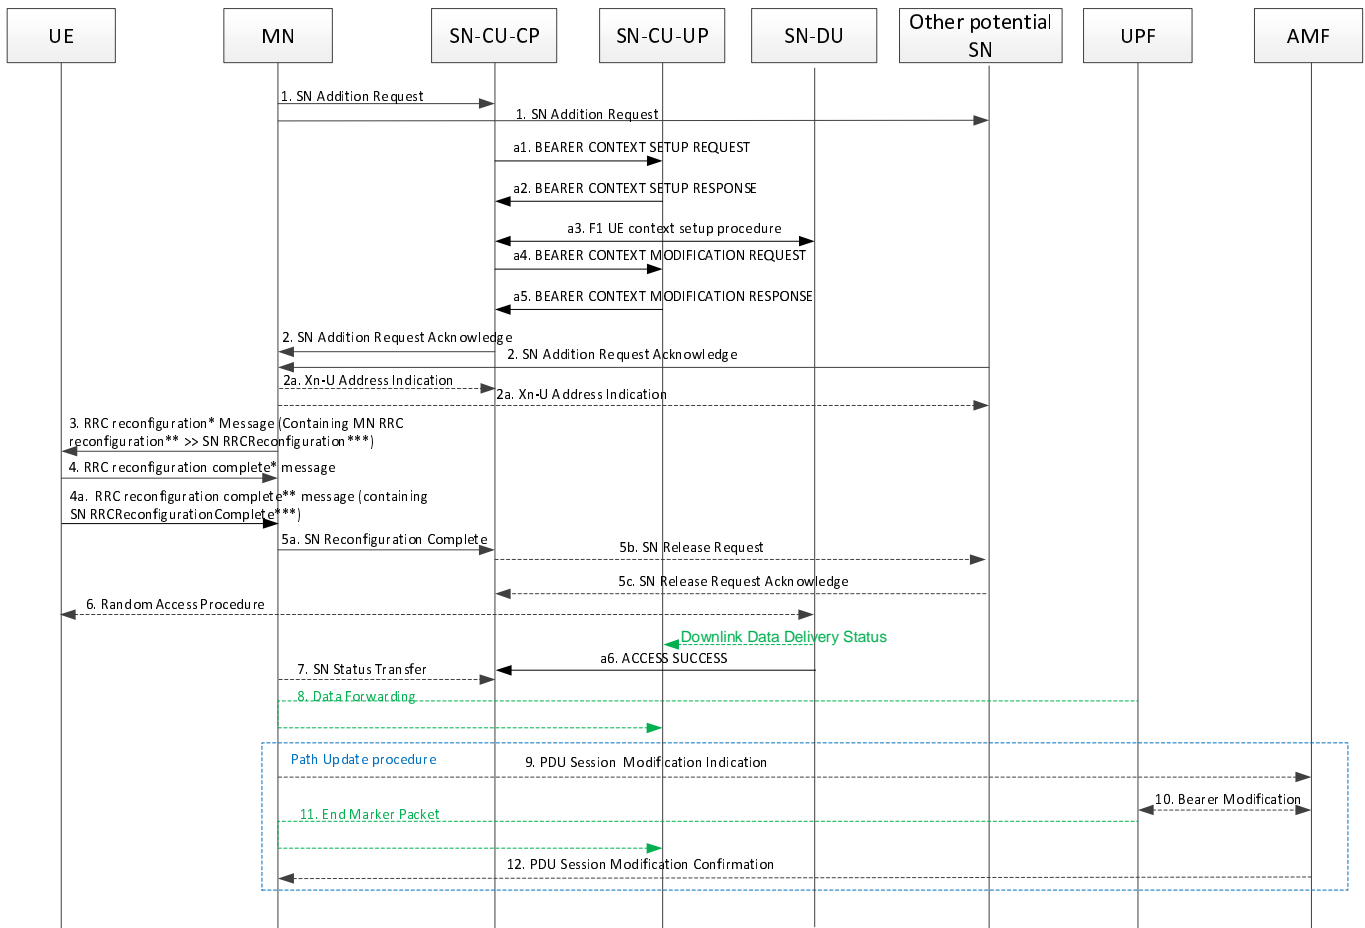 UE
MN
SN-CU-CP
SN-CU-UP
SN-DU
Other potential
SN
UPF
AMF
1. SN Addition Request
1. SN Addition Request
a1. BEARER CONTEXT SETUP REQUEST
a2. BEARER CONTEXT SETUP RESPONSE
a3. F1 UE context setup procedure
a4. BEARER CONTEXT MODIFICATION REQUEST
a5. BEARER CONTEXT MODIFICATION RESPONSE
2. SN Addition Request Acknowledge
2. SN Addition Request Acknowledge
2a. Xn-U Address Indication
2a. Xn-U Address Indication
3. RRC reconfiguration* Message (Containing MN RRC
reconfiguration** >> SN RRCReconfiguration***)
4. RRC reconfiguration complete* message
4a. RRC reconfiguration complete** message (containing
SN RRCReconfigurationComplete***)
5a. SN Reconfiguration Complete
5b. SN Release Request
5c. SN Release Request Acknowledge
6. Random Access Procedure
Downlink Data Delivery Status
a6. ACCESS SUCCESS
7. SN Status Transfer
8. Data Forwarding
Path Update procedure
9. PDU Session Modification Indication
10. Bearer Modification
11. End Marker Packet
12. PDU Session Modification Confirmation